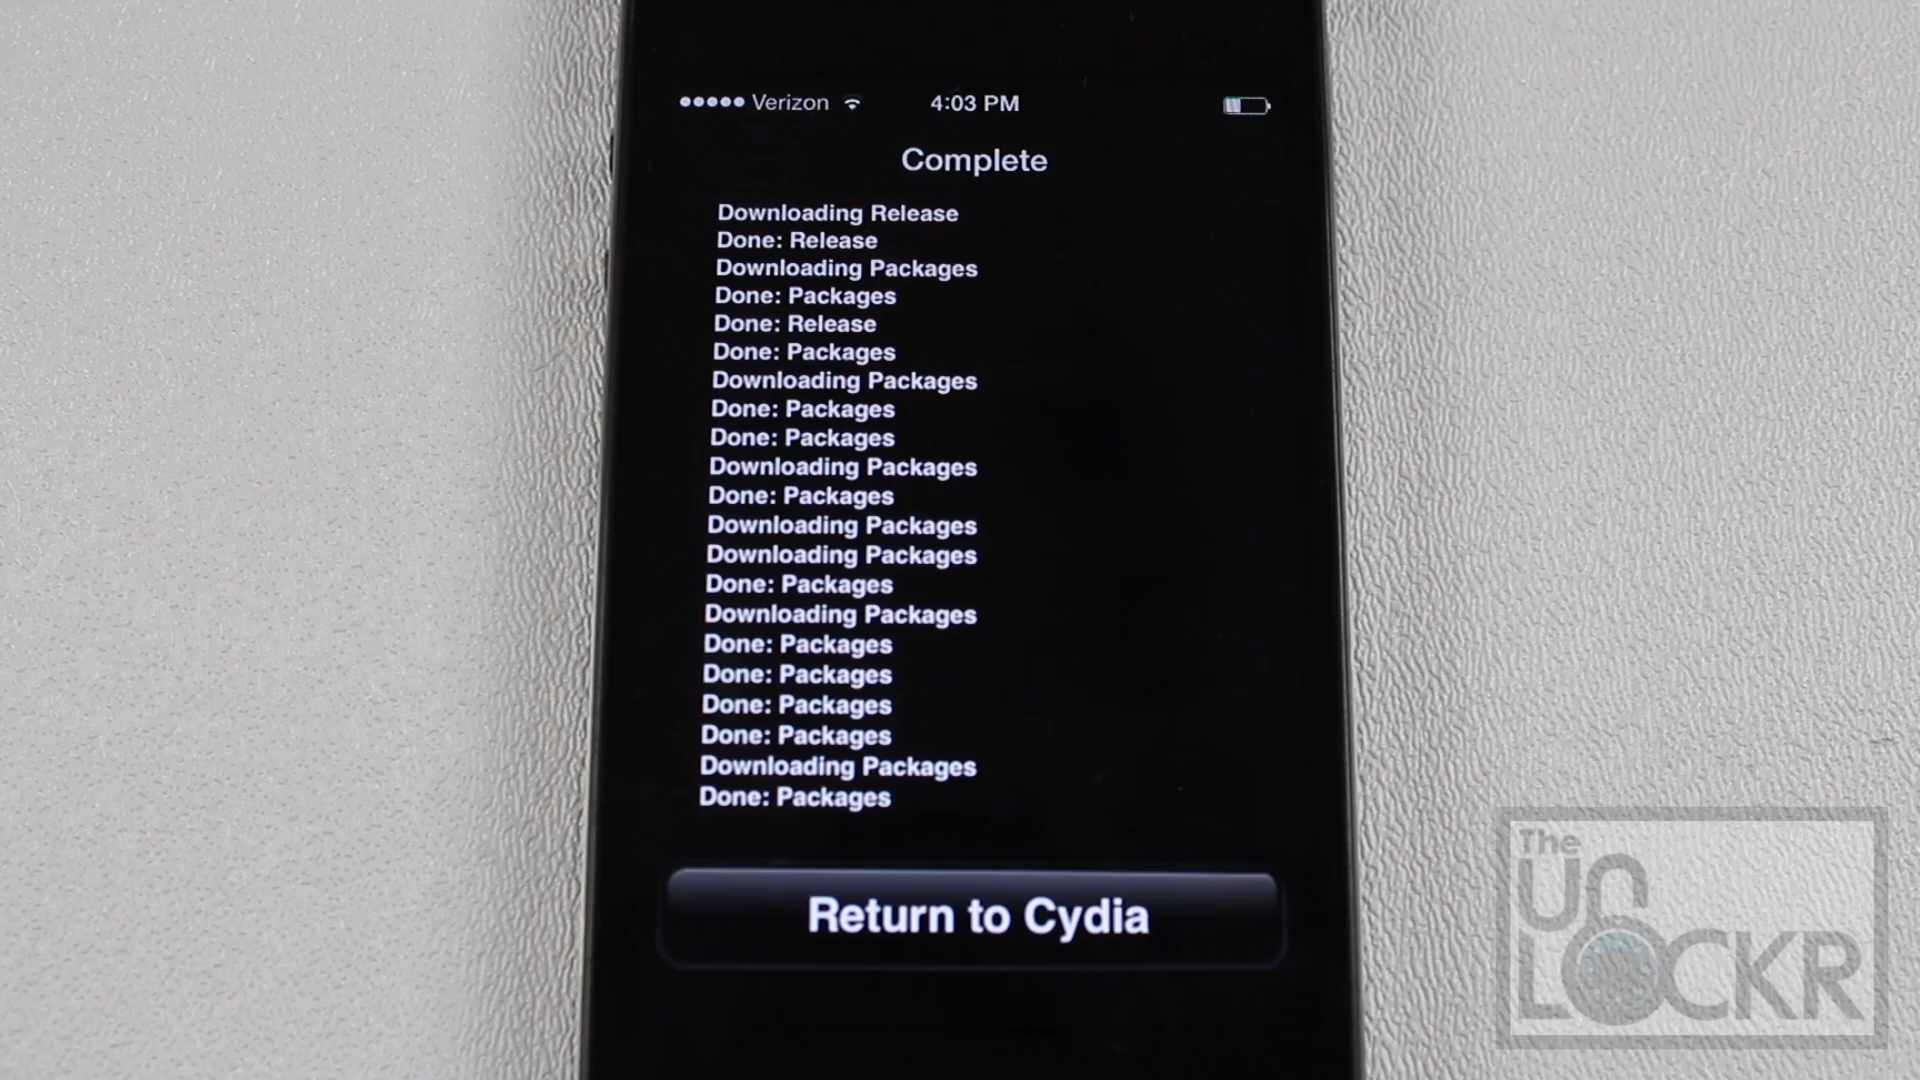 Verizon 4:03 PM
Complete
Downloading Release
Done: Release
Downloading Packages
Done: Packages
Done: Release
Done: Packages
Downloading Packages
Done: Packages
Done: Packages
Downloading Packages
Done: Packages
Downloading Packages
Downloading Packages
Done: Packages
Downloading Packages
Done: Packages
Done: Packages
Done: Packages
Done: Packages
Downloading Packages
Done: Packages
Return to Cydia
The
UN
LOCKR